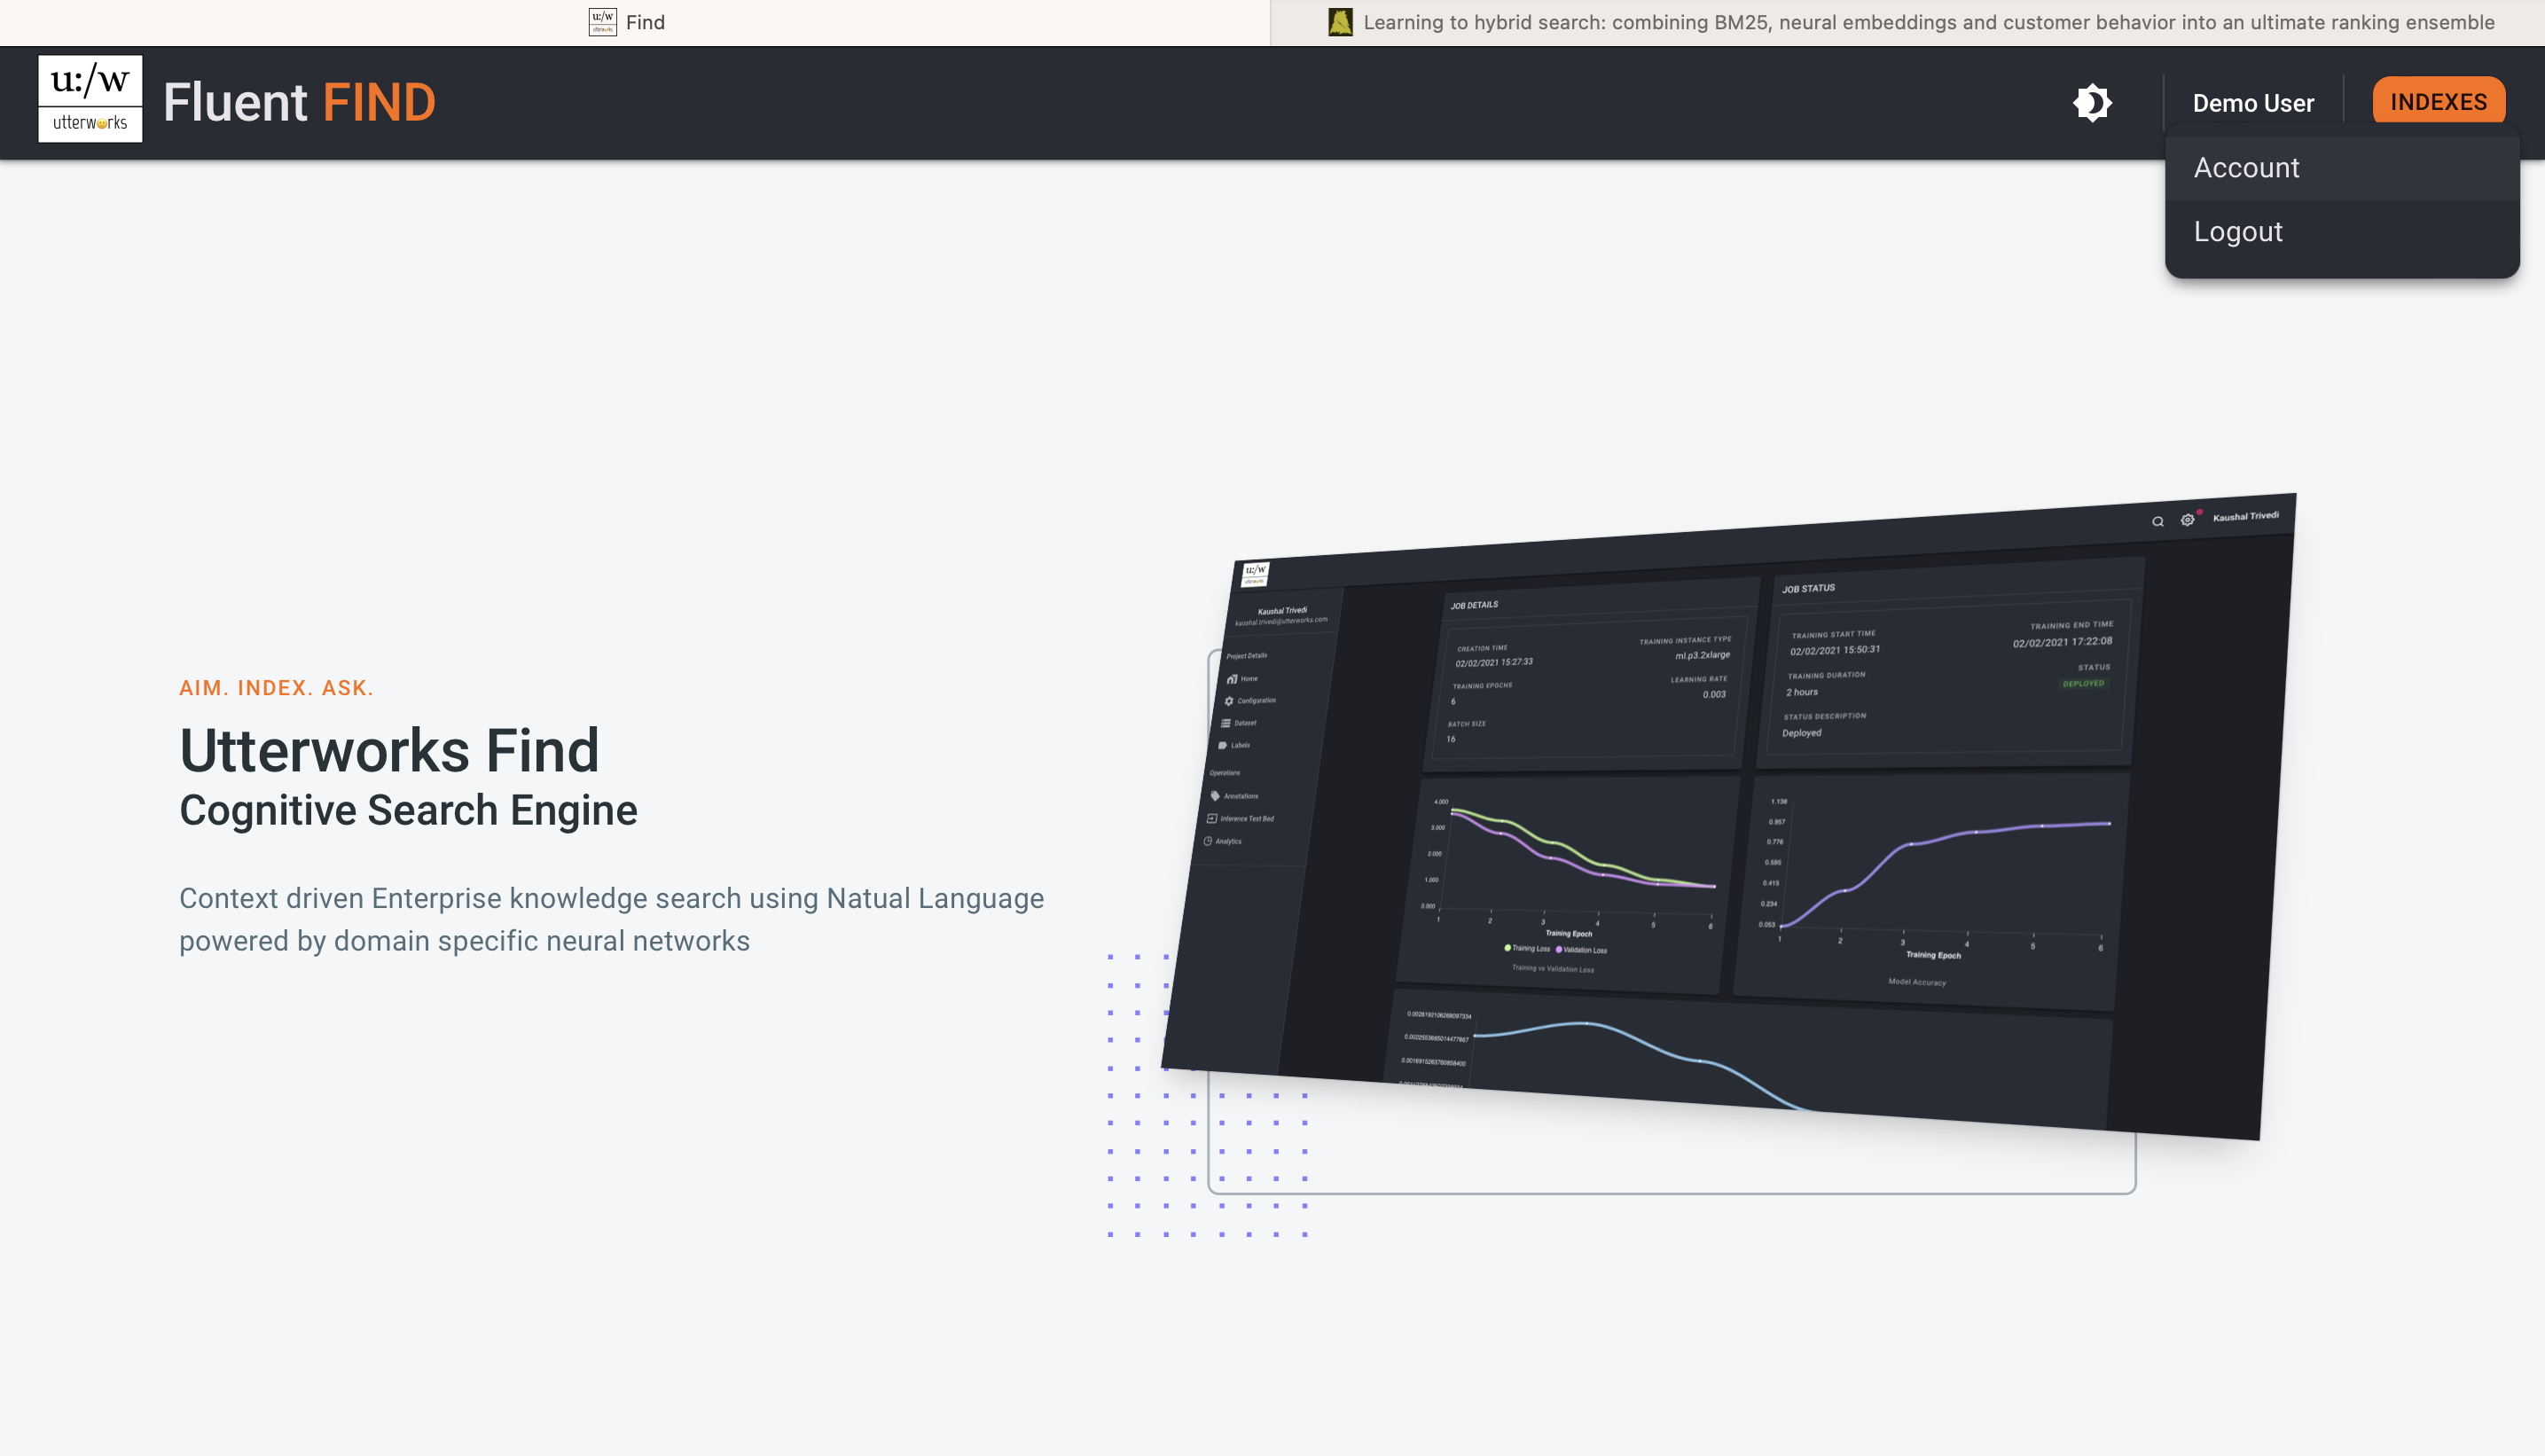 u:/w
utterworks
Find
Learning to hybrid search: combining BM25, neural embeddings and customer behavior into an ultimate ranking ensemble
u:/w
utterworks
Fluent FIND
Demo User
INDEXES
Account
Logout
AIM. INDEX. ASK.
Utterworks Find
Cognitive Search Engine
Context driven Enterprise knowledge search using Natual Language
powered by domain specific neural networks
u:/w
Kaushal Trivedi
Kaushal Trivedi
kaushal.trivedi@utterworks.com
Project Details
Home
Configuration
Dataset
Labels
Operations
Annotations
Inference Test Bed
Analytics
JOB DETAILS
CREATION TIME
02/02/2021 15:27:33
TRAINING INSTANCE TYPE
ml.p3.2xlarge
TRAINING EPOCHS
6
LEARNING RATE
0.003
BATCH SIZE
16
JOB STATUS
TRAINING START TIME
02/02/2021 15:50:31
TRAINING END TIME
02/02/2021 17:22:08
TRAINING DURATION
2 hours
STATUS
DEPLOYED
STATUS DESCRIPTION
Deployed
4.000
3.000
2.000
1.000
0.000
1 2 3 4 5 6
Training Epoch
Training Loss Validation Loss
Training vs Validation Loss
1.138
0.957
0.776
0.595
0.415
0.234
0.053
1 2 3 4 5 6
Training Epoch
Model Accuracy